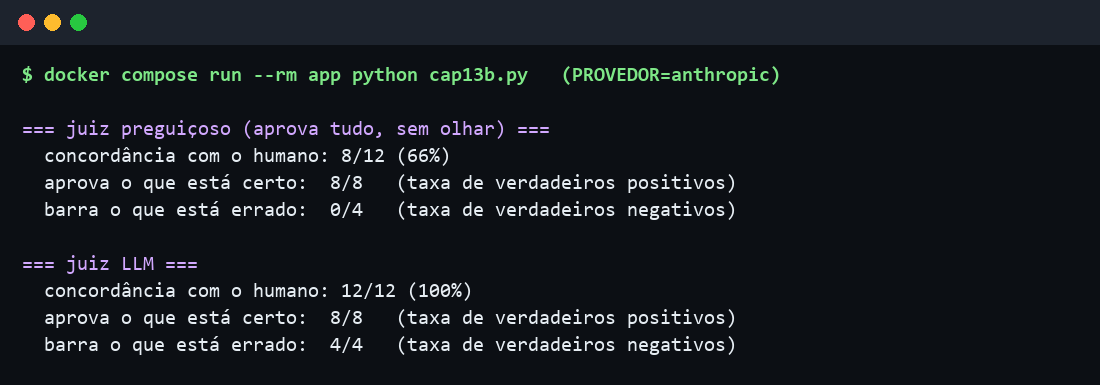 $ docker compose run --rm app python cap13b.py   (PROVEDOR=anthropic)
=== juiz preguiçoso (aprova tudo, sem olhar) ===
concordância com o humano: 8/12 (66%)
aprova o que está certo:  8/8   (taxa de verdadeiros positivos)
barra o que está errado:  0/4   (taxa de verdadeiros negativos)
=== juiz LLM ===
concordância com o humano: 12/12 (100%)
aprova o que está certo:  8/8   (taxa de verdadeiros positivos)
barra o que está errado:  4/4   (taxa de verdadeiros negativos)